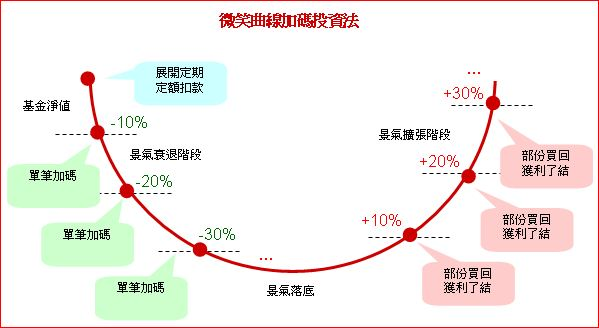 微笑曲線加碼投資法
展開定期
定額扣款
基金淨值
-10%
景氣衰退階段
單筆加碼
-20%
單筆加碼
-30%
單筆加碼
...
景氣落底
...
+30%
景氣擴張階段
部份買回
獲利了結
+20%
部份買回
獲利了結
+10%
部份買回
獲利了結